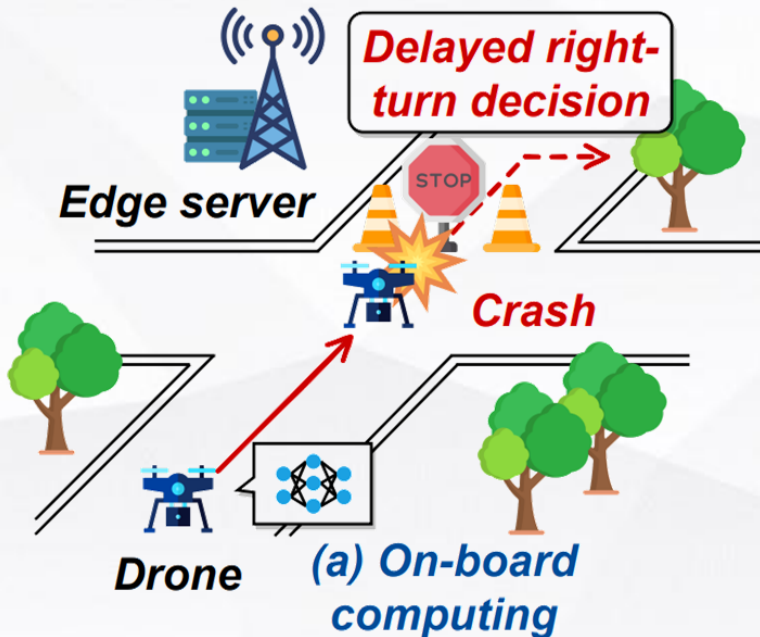 Delayed right-
turn decision
STOP
Edge server
Crash
Drone
(a) On-board
computing